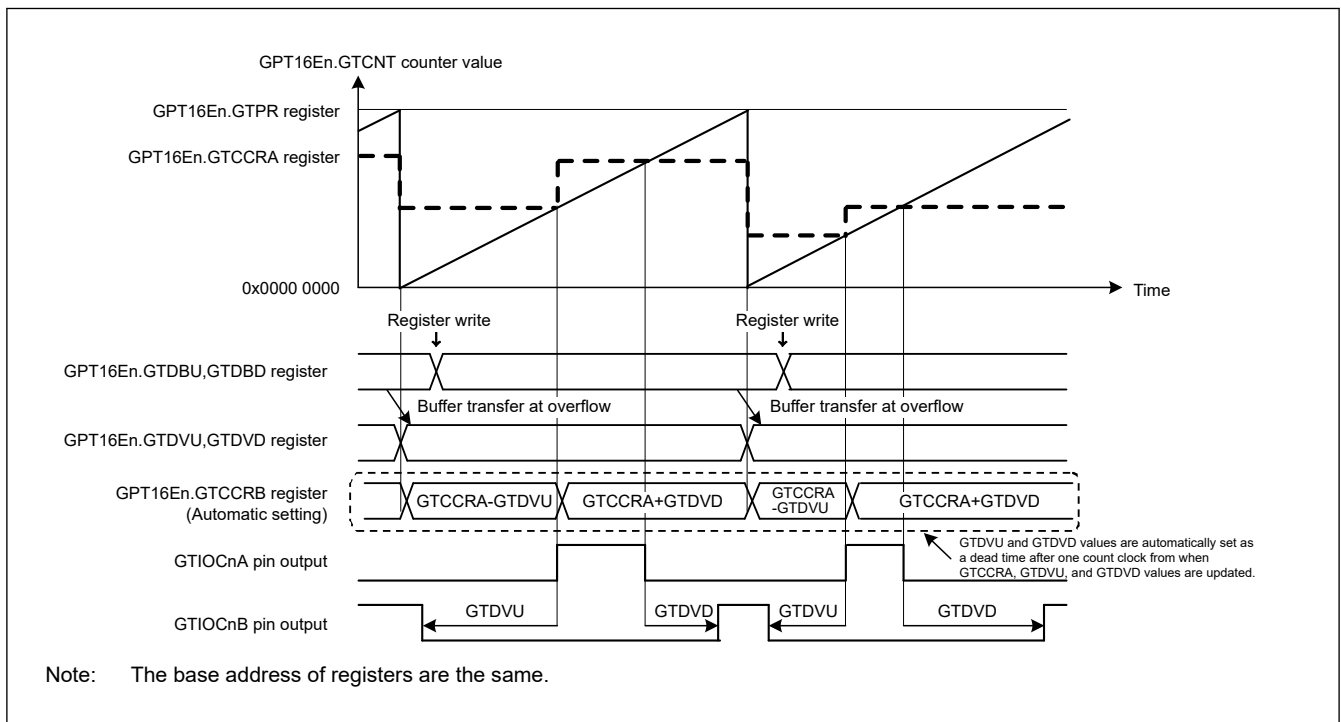 GPT16En.GTCNT counter value
GPT16En.GTPR register
GPT16En.GTCCRA register
0x0000 0000
Time
Register write
Register write
GPT16En.GTDBU,GTDBD register
Buffer transfer at overflow
Buffer transfer at overflow
GPT16En.GTDVU,GTDVD register
GPT16En.GTCCRB register
(Automatic setting)
GTCCRA-GTDVU
GTCCRA+GTDVD
GTCCRA
-GTDVU
GTCCRA+GTDVD
GTDVU and GTDVD values are automatically set as
a dead time after one count clock from when
GTCCRA, GTDVU, and GTDVD values are updated.
GTIOCnA pin output
GTIOCnB pin output
GTDVU
GTDVD
GTDVU
GTDVD
Note: The base address of registers are the same.